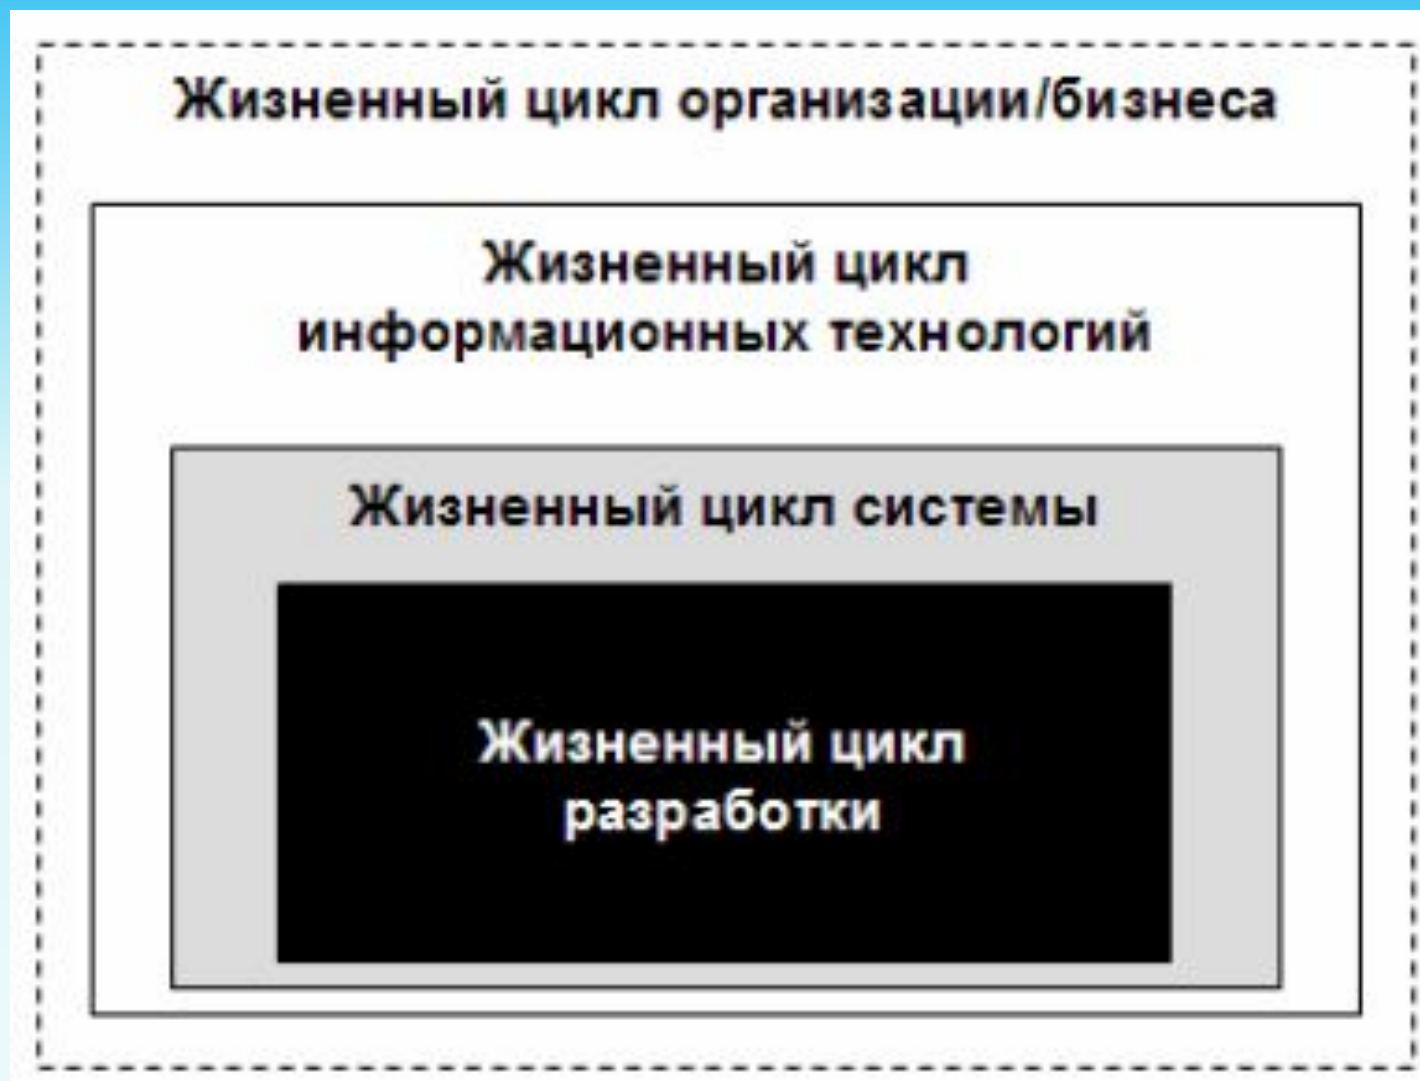 Жизненный цикл организации/бизнеса
Жизненный цикл
информационных технологий
Жизненный цикл системы
Жизненный цикл
разработки